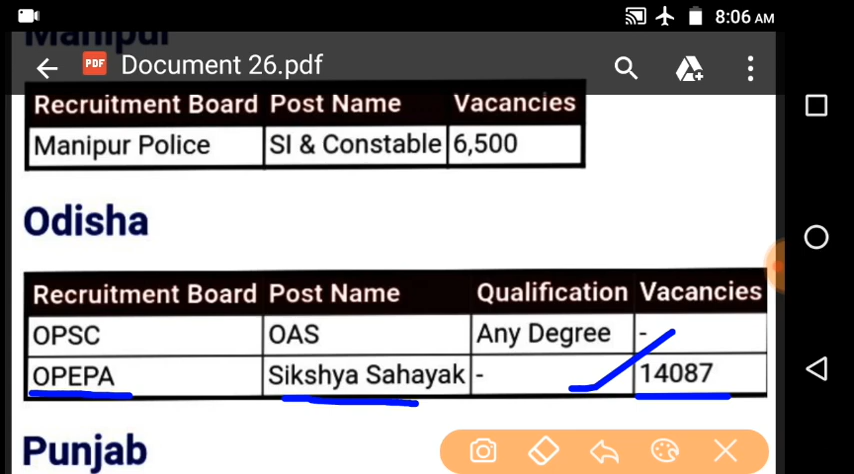 8:06 AM
Manipur
PDF Document 26.pdf
Recruitment Board Post Name Vacancies
Manipur Police SI & Constable 6,500
Odisha
Recruitment Board Post Name Qualification Vacancies
OPSC OAS Any Degree -
OPEPA Sikshya Sahayak - 14087
Punjab